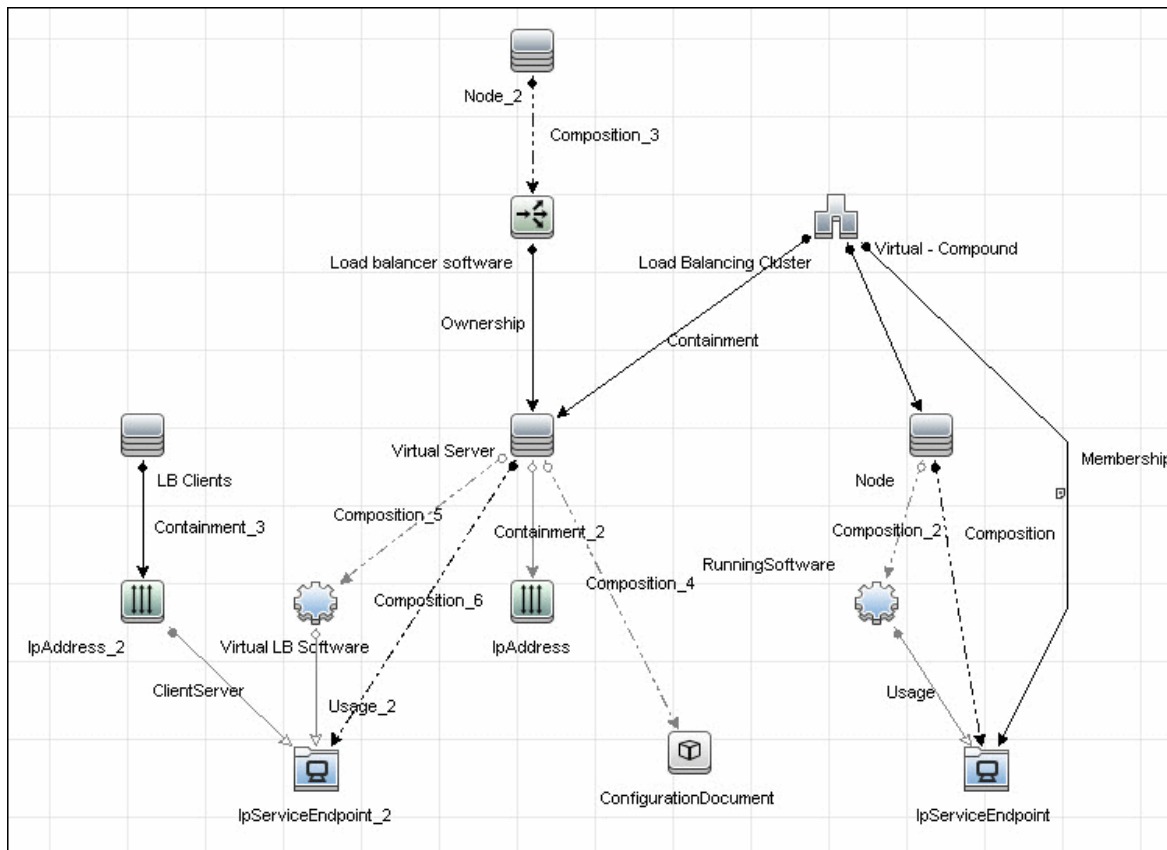 Node_2
Composition_3
Virtual - Compound
Load balancer software
Load Balancing Cluster
Ownership
Containment
Virtual Server
Membership
LB Clients
Node
Composition_5
Containment_3
Containment_2
Composition_2
Composition
RunningSoftware
Composition_4
Composition_6
IpAddress_2
Virtual LB Software
IpAddress
ClientServer
Usage
Usage_2
ConfigurationDocument
IpServiceEndpoint_2
IpServiceEndpoint